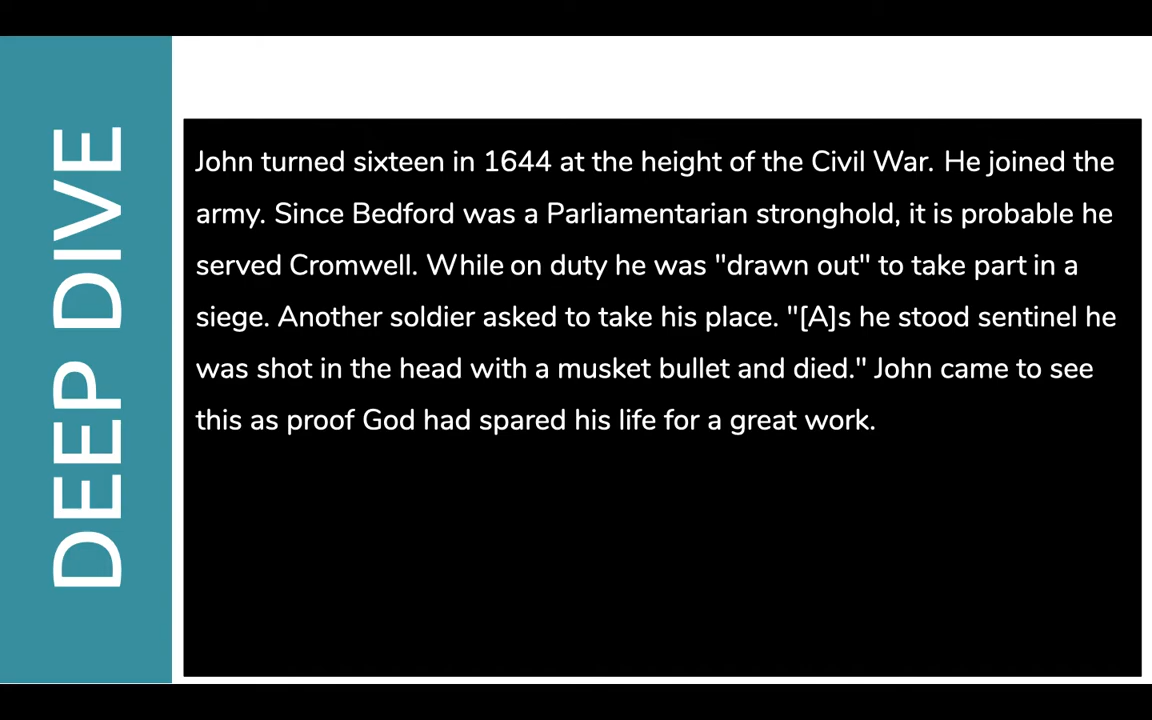 DEEP DIVE
John turned sixteen in 1644 at the height of the Civil War. He joined the
army. Since Bedford was a Parliamentarian stronghold, it is probable he
served Cromwell. While on duty he was "drawn out" to take part in a
siege. Another soldier asked to take his place. "[A]s he stood sentinel he
was shot in the head with a musket bullet and died." John came to see
this as proof God had spared his life for a great work.